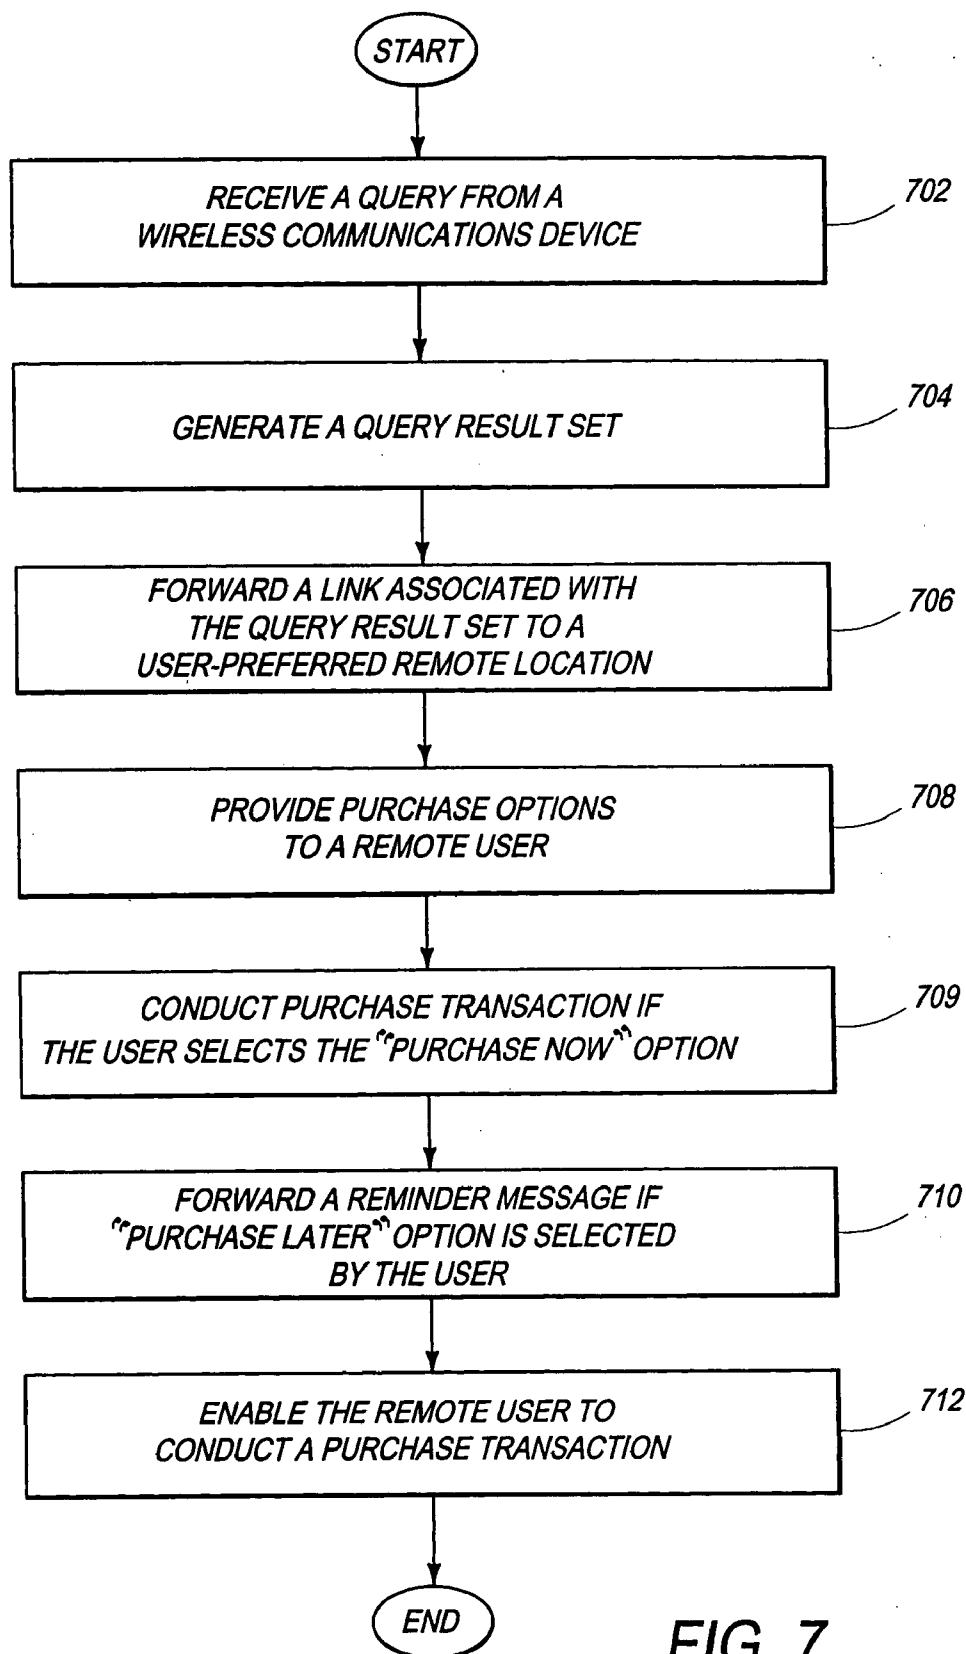 START
RECEIVE A QUERY FROM A
WIRELESS COMMUNICATIONS DEVICE
702
GENERATE A QUERY RESULT SET
704
FORWARD A LINK ASSOCIATED WITH
THE QUERY RESULT SET TO A
USER-PREFERRED REMOTE LOCATION
706
PROVIDE PURCHASE OPTIONS
TO A REMOTE USER
708
CONDUCT PURCHASE TRANSACTION IF
THE USER SELECTS THE "PURCHASE NOW" OPTION
709
FORWARD A REMINDER MESSAGE IF
"PURCHASE LATER" OPTION IS SELECTED
BY THE USER
710
ENABLE THE REMOTE USER TO
CONDUCT A PURCHASE TRANSACTION
712
END
FIG. 7